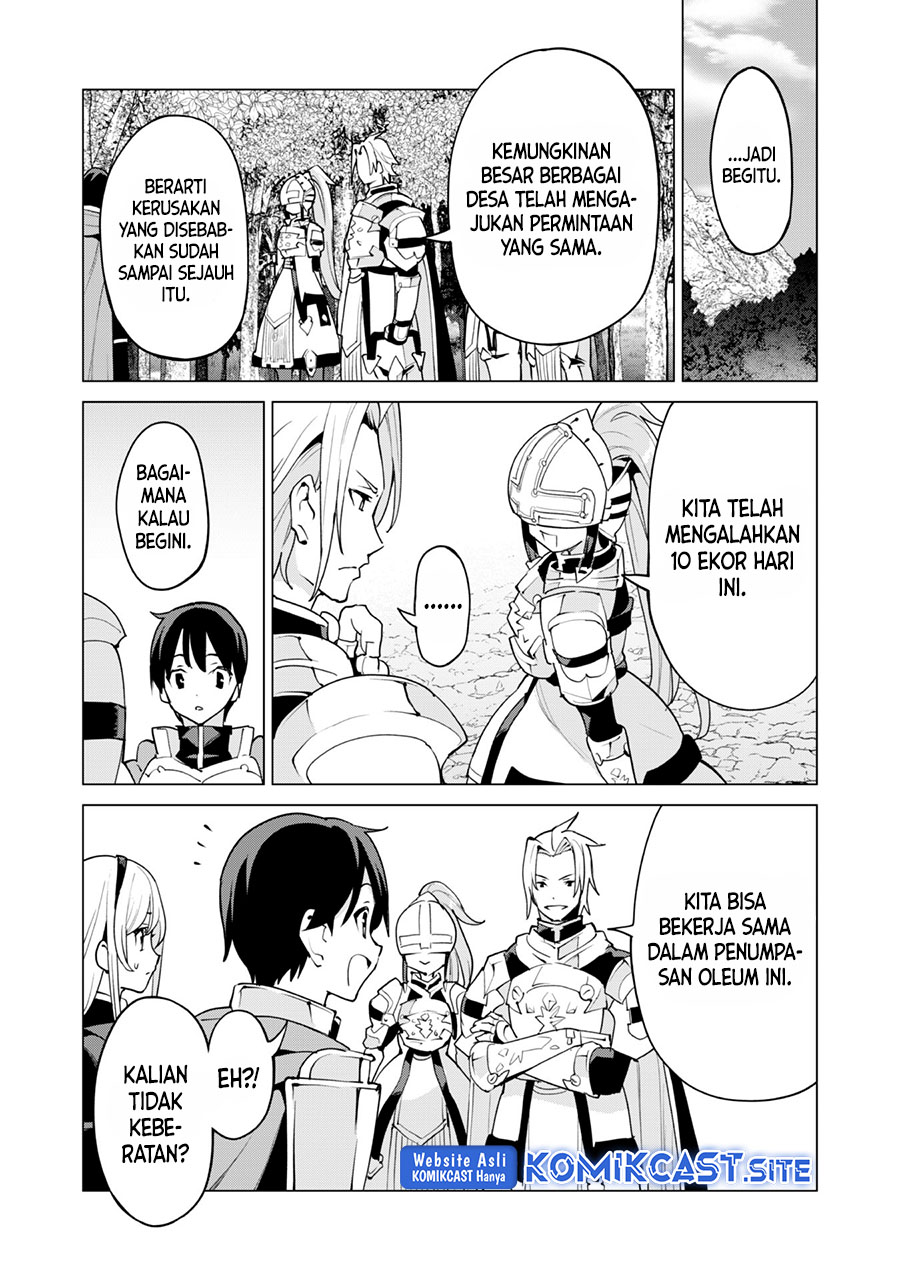 ...JADI
BEGITU.
KEMUNGKINAN
BESAR BERBAGAI
DESA TELAH MENGA-
JUKAN PERMINTAAN
YANG SAMA.
BERARTI
KERUSAKAN
YANG DISEBAB-
KAN SUDAH
SAMPAI SEJAUH
ITU.
KITA TELAH
MENGALAHKAN
10 EKOR HARI
INI.
......
BAGAI-
MANA
KALAU
BEGINI.
KITA BISA
BEKERJA SAMA
DALAM PENUMPA-
SAN OLEUM INI.
EH?!
KALIAN
TIDAK
KEBE-
RATAN?
Website Asli
KOMIKCAST Hanya
KOMIKCAST.SITE